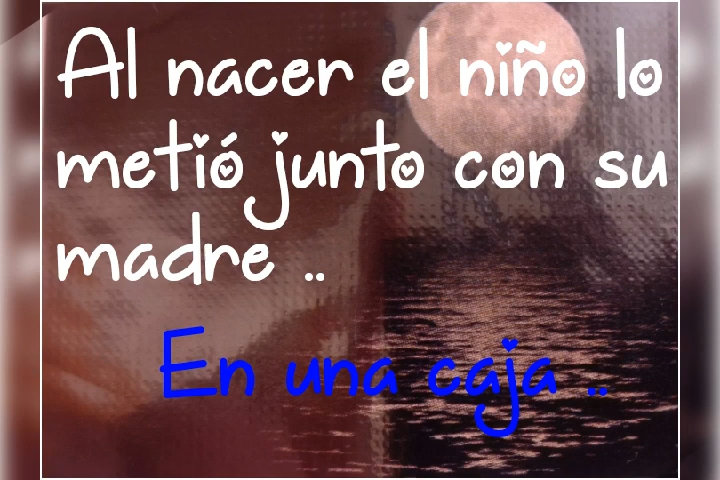 Al nacer el niño lo
metió junto con su
madre ..
En una caja ..